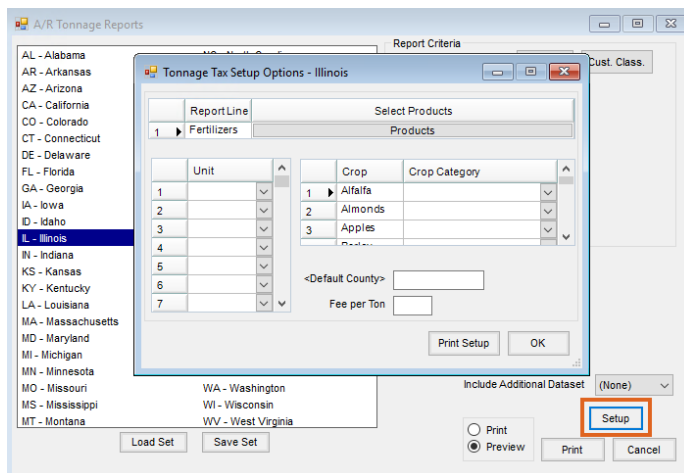 A/R Tonnage Reports
AL - Alabama
AR - Arkansas
AZ - Arizona
CA - California
CO - Colorado
CT - Connecticut
DE - Delaware
FL - Florida
GA - Georgia
IA - Iowa
ID - Idaho
IL - Illinois
IN - Indiana
KS - Kansas
KY - Kentucky
LA - Louisiana
MA - Massachusetts
MD - Maryland
MI - Michigan
MN - Minnesota
MO - Missouri
MS - Mississippi
MT - Montana
WA - Washington
WI - Wisconsin
WV - West Virginia
Load Set
Save Set
Report Criteria
Cust. Class.
Tonnage Tax Setup Options - Illinois
Report Line Select Products
1 Fertilizers Products
Unit
1
2
3
4
5
6
7
Crop Crop Category
1 Alfalfa
2 Almonds
3 Apples
<Default County>
Fee per Ton
Print Setup OK
Include Additional Dataset (None)
Setup
Print
Preview
Print Cancel